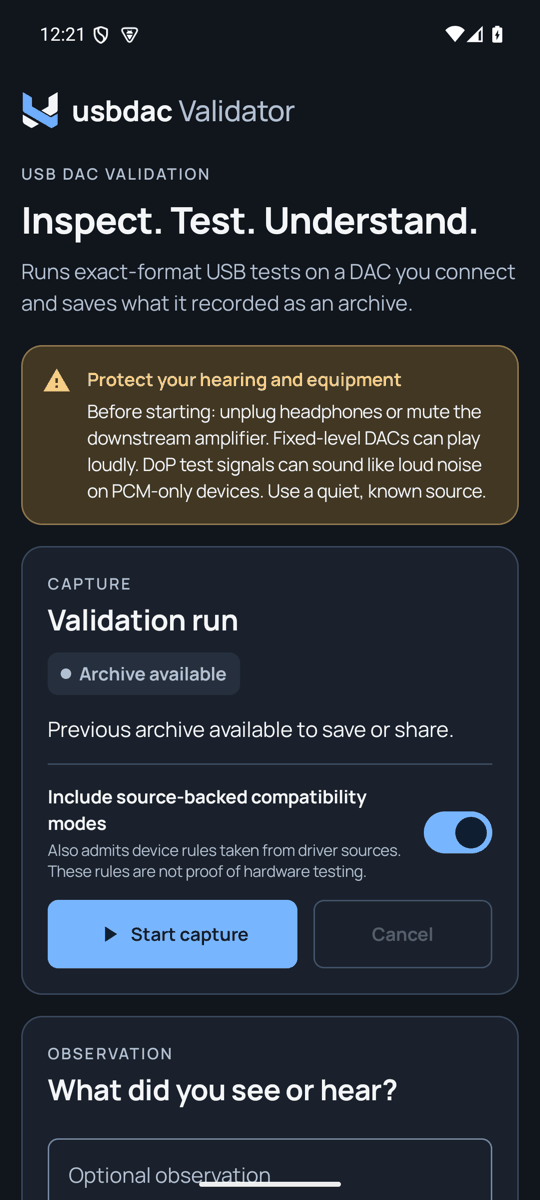 12:21
usbdac Validator
USB DAC VALIDATION
Inspect. Test. Understand.
Runs exact-format USB tests on a DAC you connect
and saves what it recorded as an archive.
Protect your hearing and equipment
Before starting: unplug headphones or mute the
downstream amplifier. Fixed-level DACs can play
loudly. DoP test signals can sound like loud noise
on PCM-only devices. Use a quiet, known source.
CAPTURE
Validation run
Archive available
Previous archive available to save or share.
Include source-backed compatibility
modes
Also admits device rules taken from driver sources.
These rules are not proof of hardware testing.
Start capture
Cancel
OBSERVATION
What did you see or hear?
Optional observation